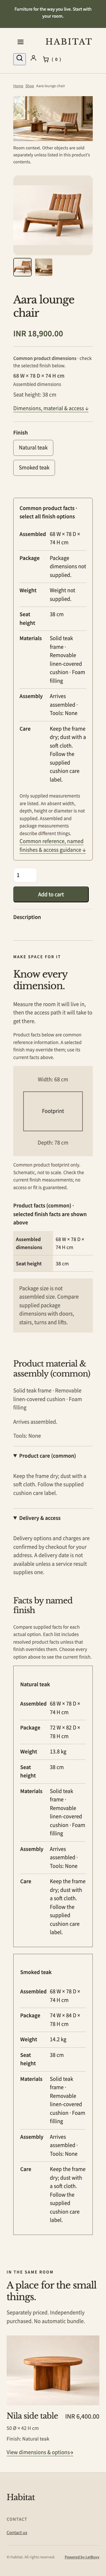 Furniture for the way you live. Start with
your room.
HABITAT
( 0 )
Home Shop Aara lounge chair
Room context. Other objects are sold
separately unless listed in this product's
contents.
Aara lounge
chair
INR 18,900.00
Common product dimensions · check
the selected finish below.
68 W × 78 D × 74 H cm
Assembled dimensions
Seat height: 38 cm
Dimensions, material & access ↓
Finish
Natural teak
Smoked teak
Common product facts ·
select all finish options
Assembled 68 W × 78 D ×
74 H cm
Package Package
dimensions not
supplied.
Weight Weight not
supplied.
Seat 38 cm
height
Materials Solid teak
frame ·
Removable
linen-covered
cushion · Foam
filling
Assembly Arrives
assembled ·
Tools: None
Care Keep the frame
dry; dust with a
soft cloth.
Follow the
supplied
cushion care
label.
Only supplied measurements
are listed. An absent width,
depth, height or diameter is not
supplied. Assembled and
package measurements
describe different things.
Common reference, named
finishes & access guidance ↓
1
Add to cart
Description
MAKE SPACE FOR IT
Know every
dimension.
Measure the room it will live in,
then the access path it will take to
get there.
Product facts below are common
reference information. A selected
finish may override them; use its
current facts above.
Width: 68 cm
Footprint
Depth: 78 cm
Common product footprint only.
Schematic, not to scale. Check the
current finish measurements; no
access or fit is guaranteed.
Product facts (common) ·
selected finish facts are shown
above
Assembled 68 W × 78 D ×
dimensions 74 H cm
Seat height 38 cm
Package size is not
assembled size. Compare
supplied package
dimensions with doors,
stairs, turns and lifts.
Product material &
assembly (common)
Solid teak frame · Removable
linen-covered cushion · Foam
filling
Arrives assembled.
Tools: None
▼ Product care (common)
Keep the frame dry; dust with a
soft cloth. Follow the supplied
cushion care label.
▼ Delivery & access
Delivery options and charges are
confirmed by checkout for your
address. A delivery date is not
available unless a service result
supplies one.
Facts by named
finish
Compare supplied facts for each
actual option. Each list includes
resolved product facts unless that
finish overrides them. Choose every
option above to see the current finish.
Natural teak
Assembled 68 W × 78 D ×
74 H cm
Package 72 W × 82 D ×
78 H cm
Weight 13.8 kg
Seat 38 cm
height
Materials Solid teak
frame ·
Removable
linen-covered
cushion · Foam
filling
Assembly Arrives
assembled ·
Tools: None
Care Keep the frame
dry; dust with
a soft cloth.
Follow the
supplied
cushion care
label.
Smoked teak
Assembled 68 W × 78 D ×
74 H cm
Package 74 W × 84 D ×
78 H cm
Weight 14.2 kg
Seat 38 cm
height
Materials Solid teak
frame ·
Removable
linen-covered
cushion · Foam
filling
Assembly Arrives
assembled ·
Tools: None
Care Keep the frame
dry; dust with
a soft cloth.
Follow the
supplied
cushion care
label.
IN THE SAME ROOM
A place for the small
things.
Separately priced. Independently
purchased. No automatic bundle.
Nila side table INR 6,400.00
50 Ø × 42 H cm
Finish: Natural teak
View dimensions & options→
Habitat
CONTACT
Contact us
© Habitat. All rights reserved. Powered by Lotbusy